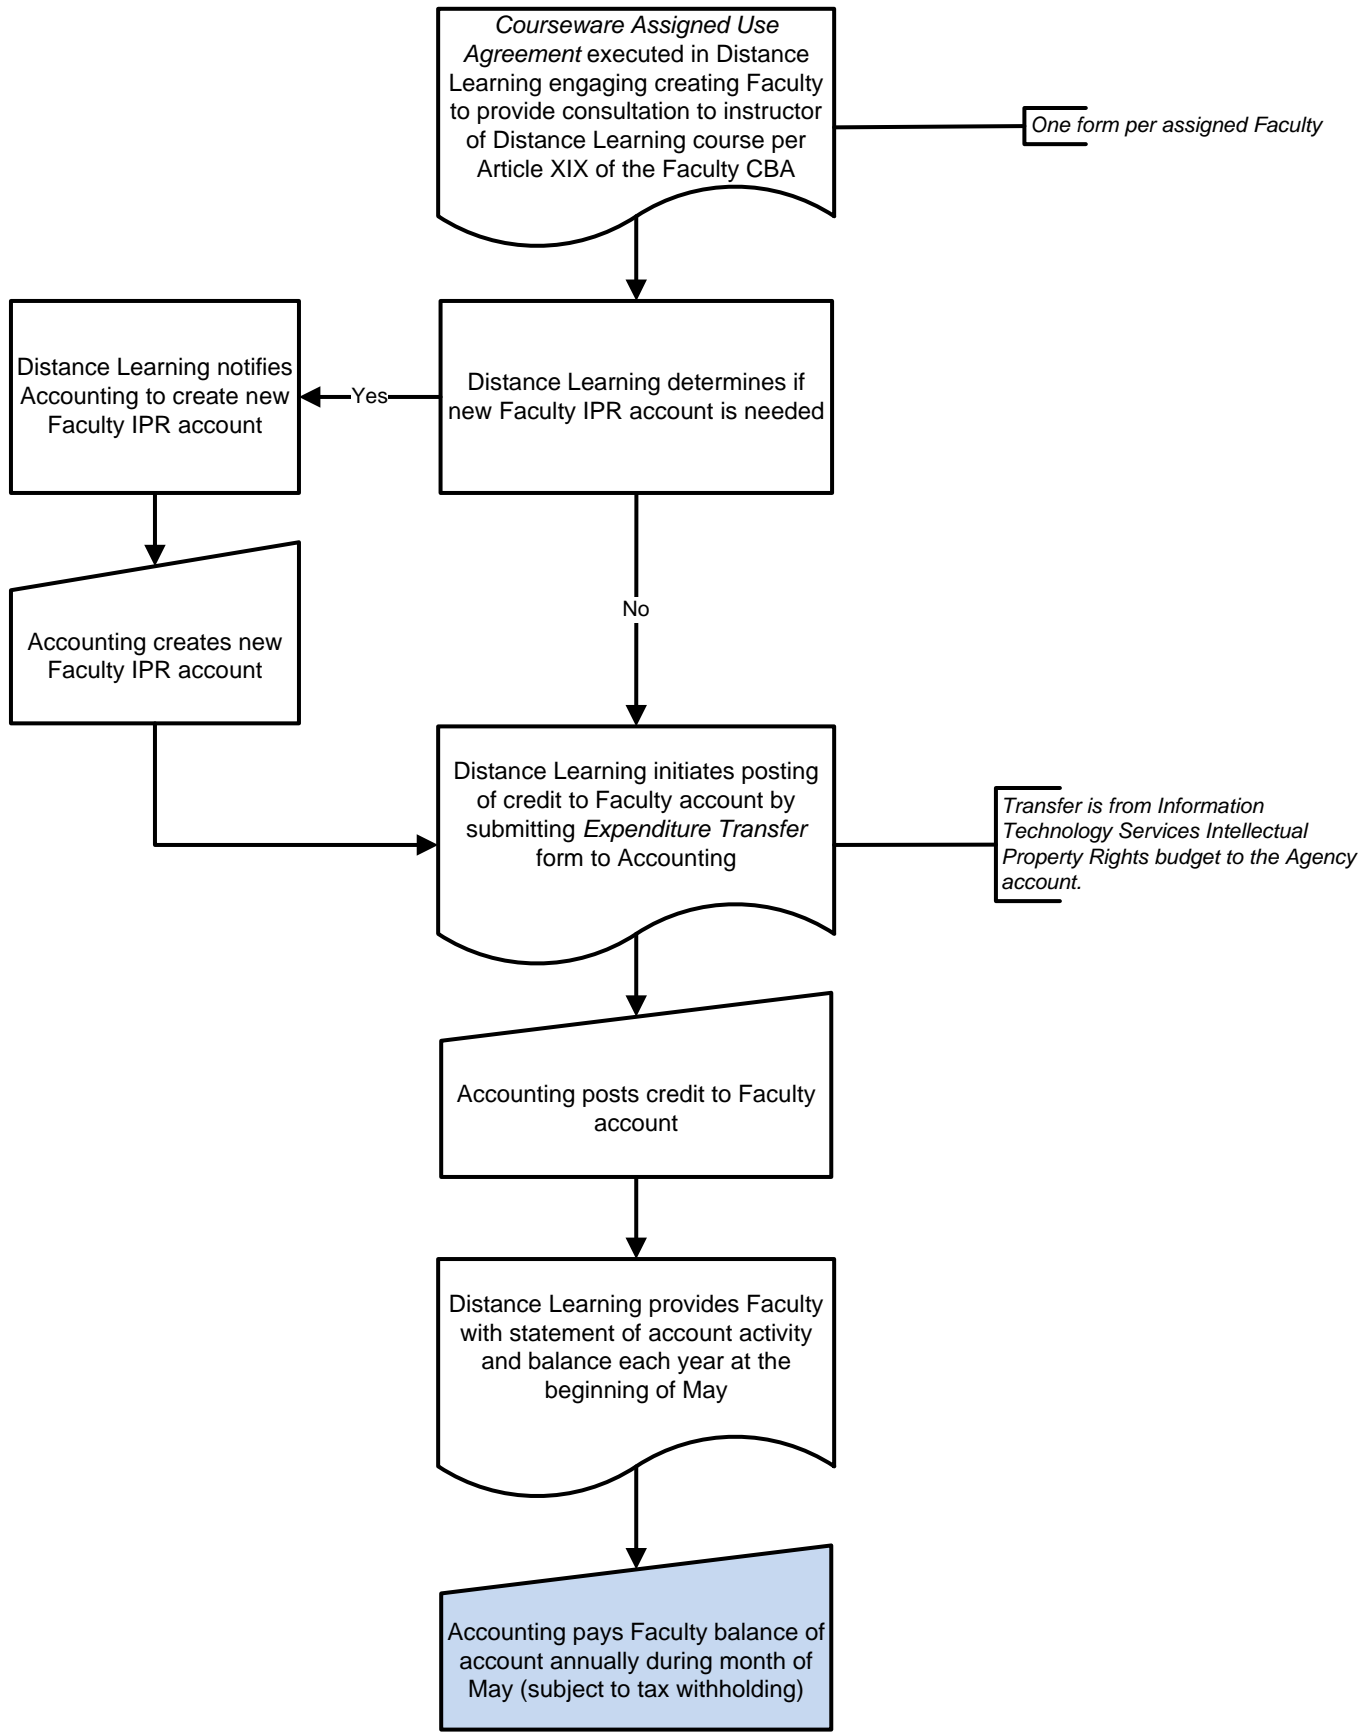 Courseware Assigned Use
Agreement executed in Distance
Learning engaging creating Faculty
to provide consultation to instructor
of Distance Learning course per
Article XIX of the Faculty CBA
One form per assigned Faculty
Distance Learning notifies
Accounting to create new
Faculty IPR account
Yes
Distance Learning determines if
new Faculty IPR account is needed
No
Accounting creates new
Faculty IPR account
Distance Learning initiates posting
of credit to Faculty account by
submitting Expenditure Transfer
form to Accounting
Transfer is from Information
Technology Services Intellectual
Property Rights budget to the Agency
account.
Accounting posts credit to Faculty
account
Distance Learning provides Faculty
with statement of account activity
and balance each year at the
beginning of May
Accounting pays Faculty balance of
account annually during month of
May (subject to tax withholding)